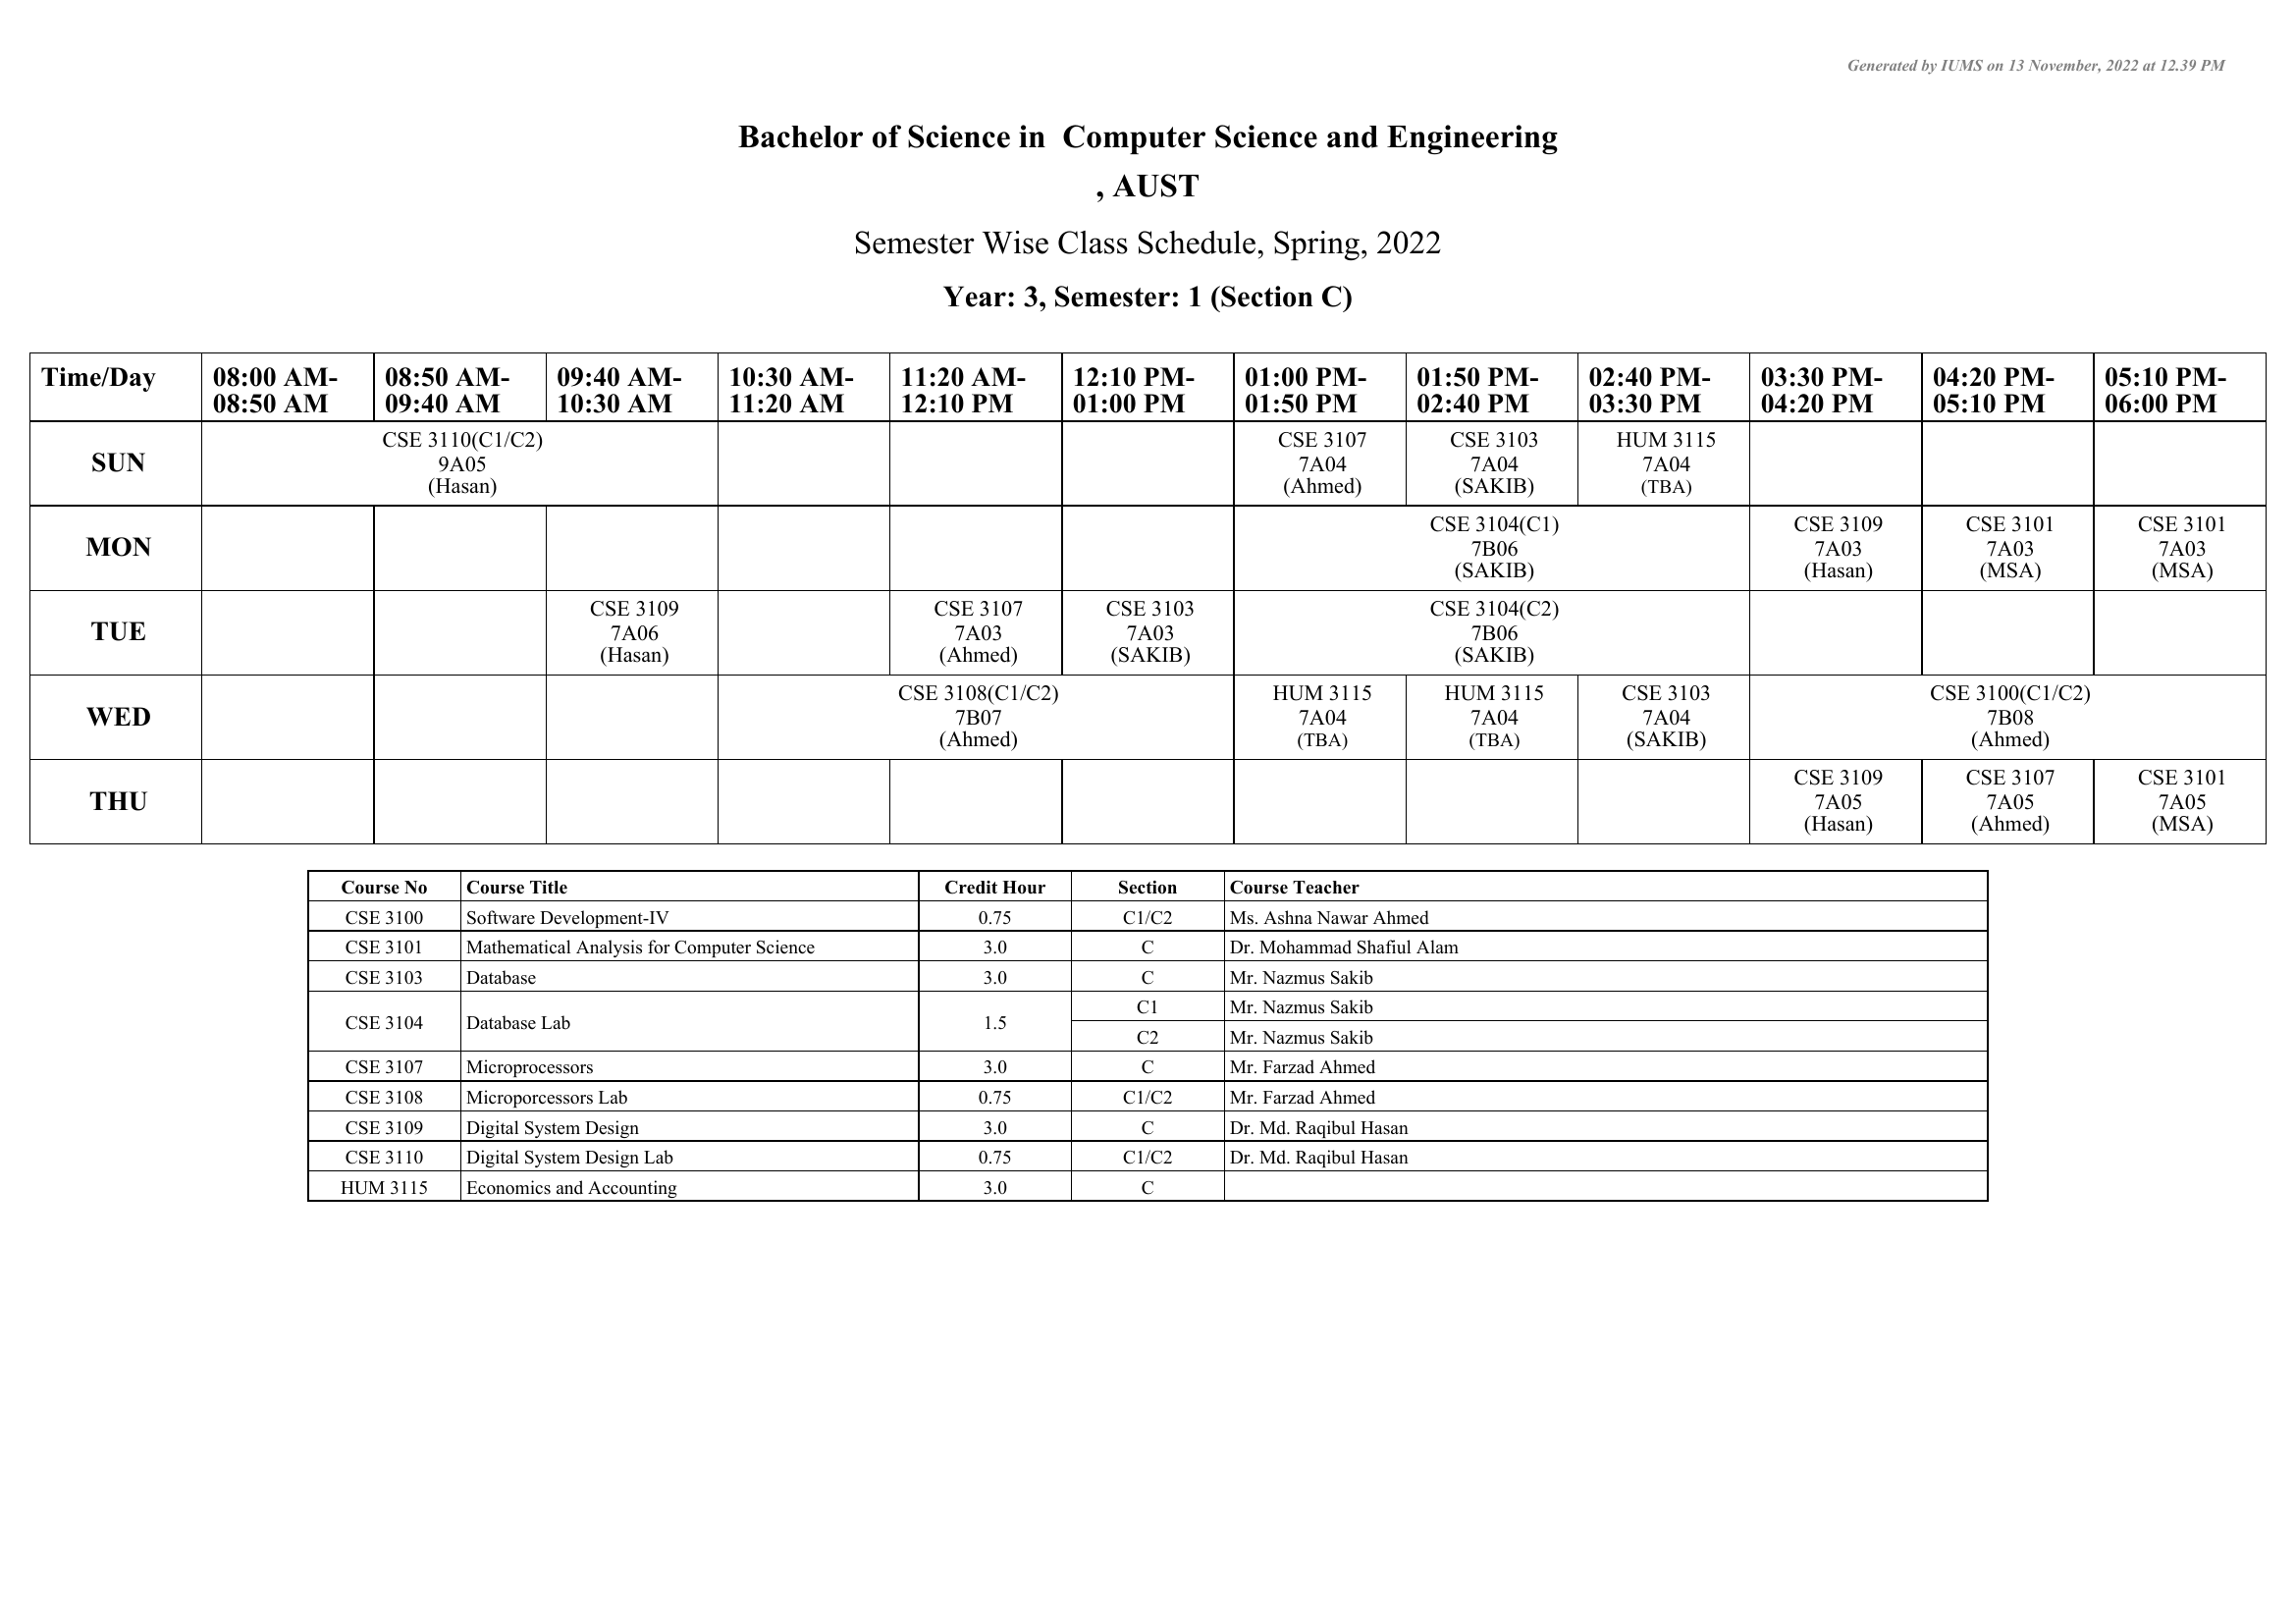 Generated by IUMS on 13 November, 2022 at 12.39 PM
Bachelor of Science in  Computer Science and Engineering
, AUST
Semester Wise Class Schedule, Spring, 2022
Year: 3, Semester: 1 (Section C)
Time/Day 08:00 AM-08:50 AM 08:50 AM-09:40 AM 09:40 AM-10:30 AM 10:30 AM-11:20 AM 11:20 AM-12:10 PM 12:10 PM-01:00 PM 01:00 PM-01:50 PM 01:50 PM-02:40 PM 02:40 PM-03:30 PM 03:30 PM-04:20 PM 04:20 PM-05:10 PM 05:10 PM-06:00 PM
SUN
CSE 3110(C1/C2)
9A05
(Hasan)
CSE 3107
7A04
(Ahmed)
CSE 3103
7A04
(SAKIB)
HUM 3115
7A04
(TBA)
MON
CSE 3104(C1)
7B06
(SAKIB)
CSE 3109
7A03
(Hasan)
CSE 3101
7A03
(MSA)
CSE 3101
7A03
(MSA)
TUE
CSE 3109
7A06
(Hasan)
CSE 3107
7A03
(Ahmed)
CSE 3103
7A03
(SAKIB)
CSE 3104(C2)
7B06
(SAKIB)
WED
CSE 3108(C1/C2)
7B07
(Ahmed)
HUM 3115
7A04
(TBA)
HUM 3115
7A04
(TBA)
CSE 3103
7A04
(SAKIB)
CSE 3100(C1/C2)
7B08
(Ahmed)
THU
CSE 3109
7A05
(Hasan)
CSE 3107
7A05
(Ahmed)
CSE 3101
7A05
(MSA)
Course No Course Title Credit Hour Section Course Teacher
CSE 3100 Software Development-IV 0.75 C1/C2 Ms. Ashna Nawar Ahmed
CSE 3101 Mathematical Analysis for Computer Science 3.0 C Dr. Mohammad Shafiul Alam
CSE 3103 Database 3.0 C Mr. Nazmus Sakib
CSE 3104 Database Lab 1.5 C1 Mr. Nazmus Sakib
C2 Mr. Nazmus Sakib
CSE 3107 Microprocessors 3.0 C Mr. Farzad Ahmed
CSE 3108 Microporcessors Lab 0.75 C1/C2 Mr. Farzad Ahmed
CSE 3109 Digital System Design 3.0 C Dr. Md. Raqibul Hasan
CSE 3110 Digital System Design Lab 0.75 C1/C2 Dr. Md. Raqibul Hasan
HUM 3115 Economics and Accounting 3.0 C